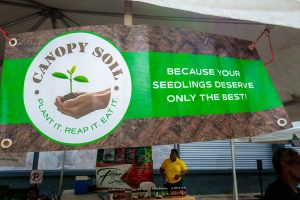 CANOPY SOIL
PLANT IT. REAP IT. EAT IT.
BECAUSE YOUR
SEEDLINGS DESERVE
ONLY THE BEST!